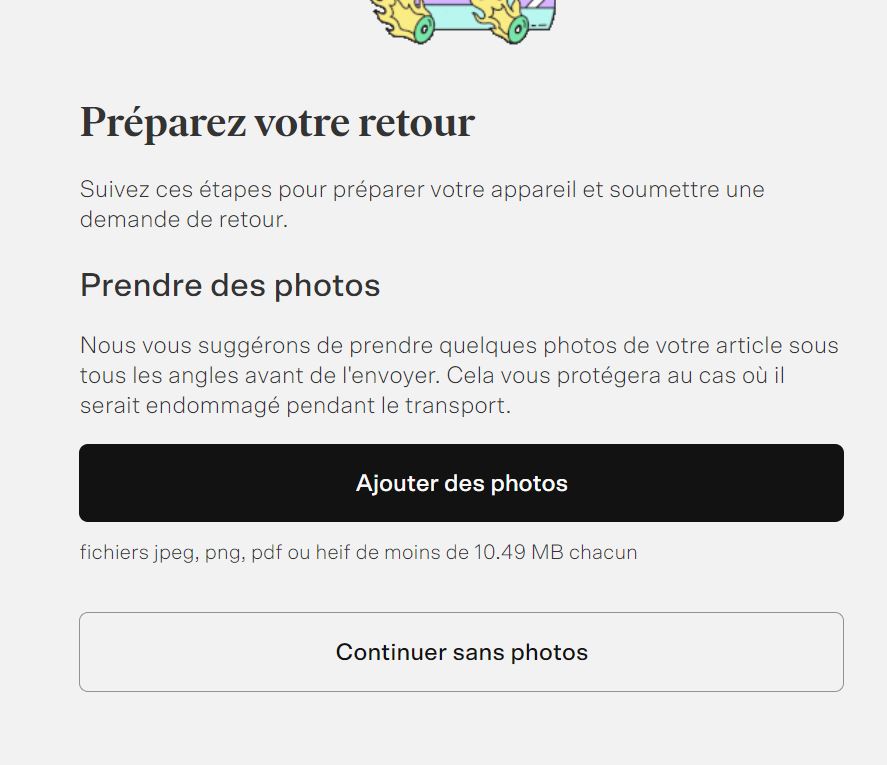 Préparez votre retour
Suivez ces étapes pour préparer votre appareil et soumettre une
demande de retour.
Prendre des photos
Nous vous suggérons de prendre quelques photos de votre article sous
tous les angles avant de l'envoyer. Cela vous protégera au cas où il
serait endommagé pendant le transport.
Ajouter des photos
fichiers jpeg, png, pdf ou heif de moins de 10.49 MB chacun
Continuer sans photos